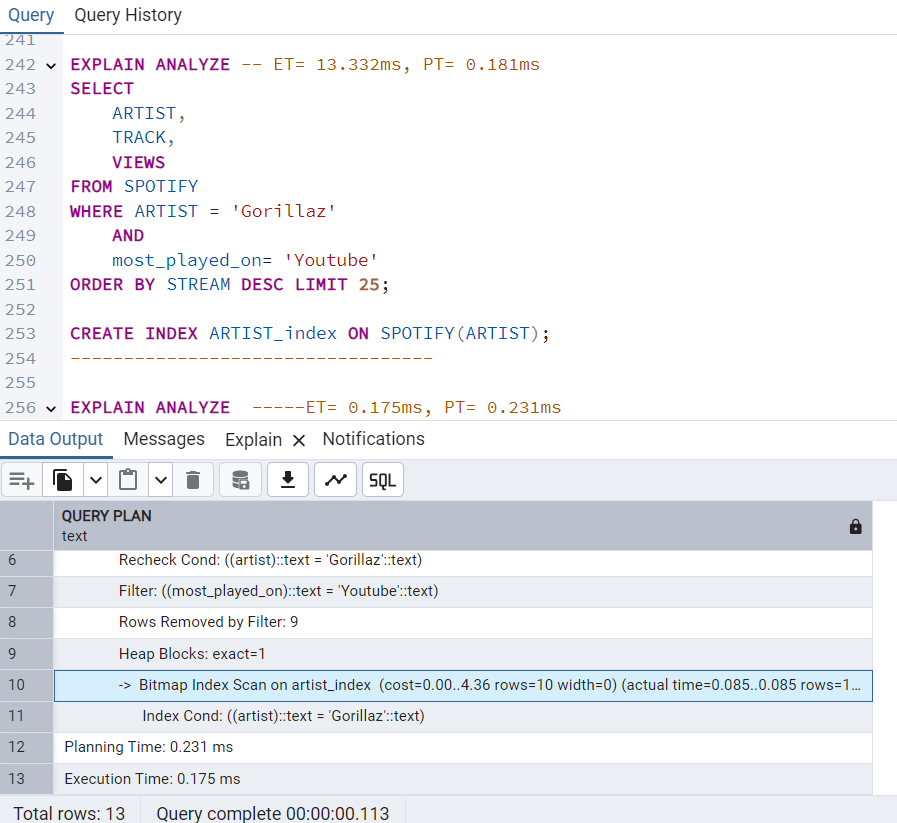 Query Query History
241
242 EXPLAIN ANALYZE -- ET= 13.332ms, PT= 0.181ms
243 SELECT
244 ARTIST,
245 TRACK,
246 VIEWS
247 FROM SPOTIFY
248 WHERE ARTIST = 'Gorillaz'
249 AND
250 most_played_on= 'Youtube'
251 ORDER BY STREAM DESC LIMIT 25;
252
253 CREATE INDEX ARTIST_index ON SPOTIFY(ARTIST);
254 ----------------------------------
255
256 EXPLAIN ANALYZE -----ET= 0.175ms, PT= 0.231ms
Data Output Messages Explain Notifications
SQL
QUERY PLAN
text
6 Recheck Cond: ((artist)::text = 'Gorillaz'::text)
7 Filter: ((most_played_on)::text = 'Youtube'::text)
8 Rows Removed by Filter: 9
9 Heap Blocks: exact=1
10 -> Bitmap Index Scan on artist_index (cost=0.00..4.36 rows=10 width=0) (actual time=0.085..0.085 rows=1...
11 Index Cond: ((artist)::text = 'Gorillaz'::text)
12 Planning Time: 0.231 ms
13 Execution Time: 0.175 ms
Total rows: 13 Query complete 00:00:00.113